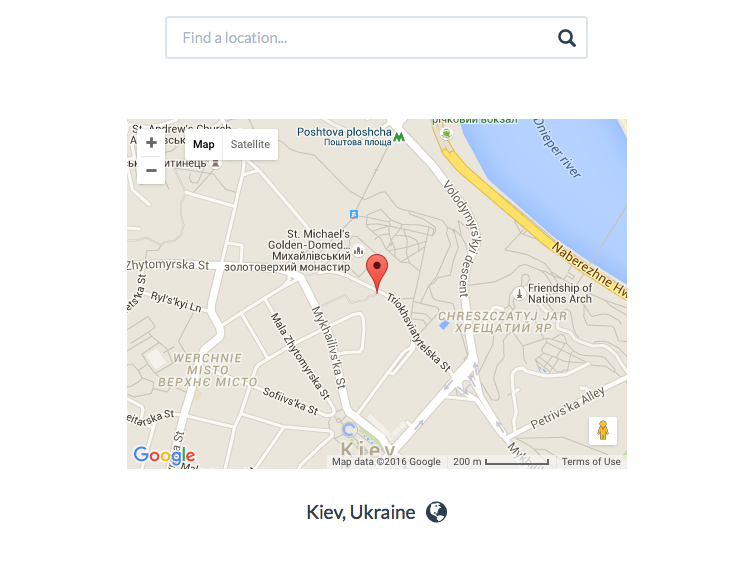 Find a location...
St. Andrew's Church
Map
Satellite
Poshtova ploshcha
Поштова площа
річковий вокзал
Dnieper river
Volodymyrs'kyi descent
Naberezhne Hw
St. Michael's
Golden-Domed...
Михайлівський
золотоверхий монастир
Zhytomyrska St
Ryl's'kyi Ln
Friendship of
Nations Arch
CHRESZCZATYJ JAR
ХРЕЩАТИЙ ЯР
Triokhsviatytelska St
Mykhailivs'ka St
Mala Zhytomyrska St
WERCHNIE
MISTO
ВЕРХНЄ МІСТО
Sofiivs'ka St
Petrivs'ka Alley
Kiev
Google
Map data ©2016 Google
200 m
Terms of Use
Kiev, Ukraine